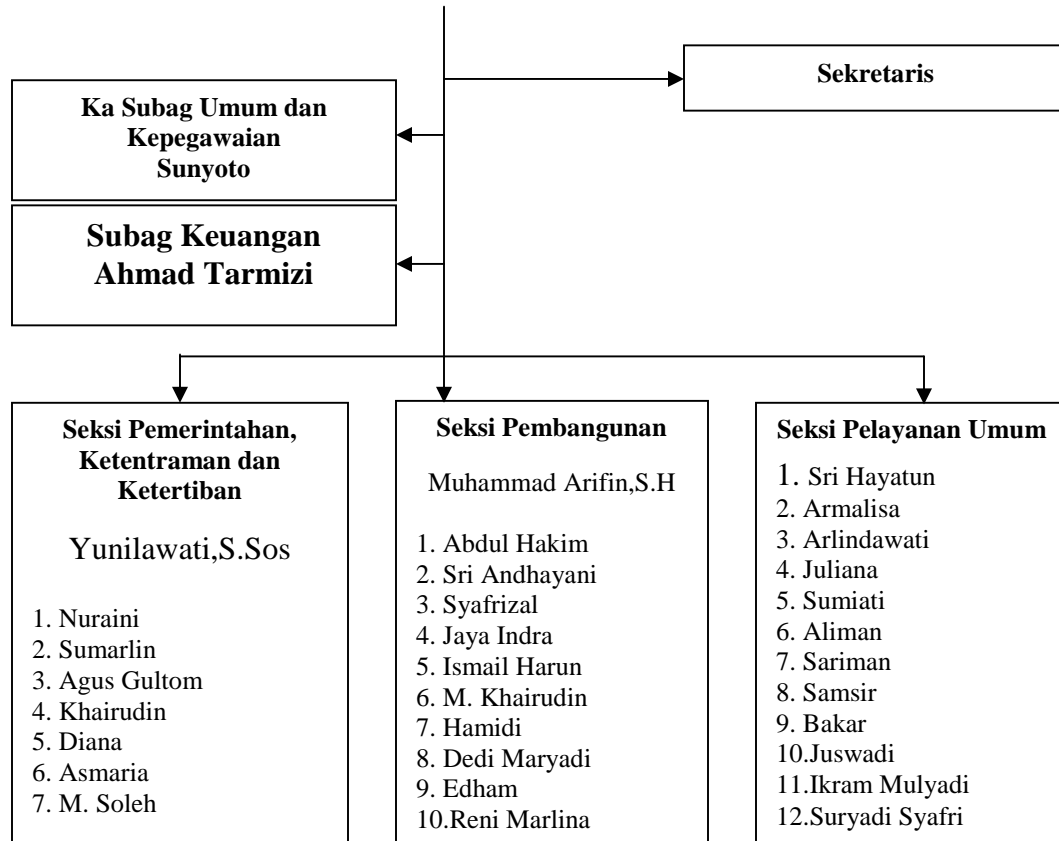 Sekretaris
Ka Subag Umum dan
Kepegawaian
Sunyoto
Subag Keuangan
Ahmad Tarmizi
Seksi Pemerintahan,
Ketentraman dan
Ketertiban
Yunilawati,S.Sos
1. Nuraini
2. Sumarlin
3. Agus Gultom
4. Khairudin
5. Diana
6. Asmaria
7. M. Soleh
Seksi Pembangunan
Muhammad Arifin,S.H
1. Abdul Hakim
2. Sri Andhayani
3. Syafrizal
4. Jaya Indra
5. Ismail Harun
6. M. Khairudin
7. Hamidi
8. Dedi Maryadi
9. Edham
10.Reni Marlina
Seksi Pelayanan Umum
1. Sri Hayatun
2. Armalisa
3. Arlindawati
4. Juliana
5. Sumiati
6. Aliman
7. Sariman
8. Samsir
9. Bakar
10.Juswadi
11.Ikram Mulyadi
12.Suryadi Syafri